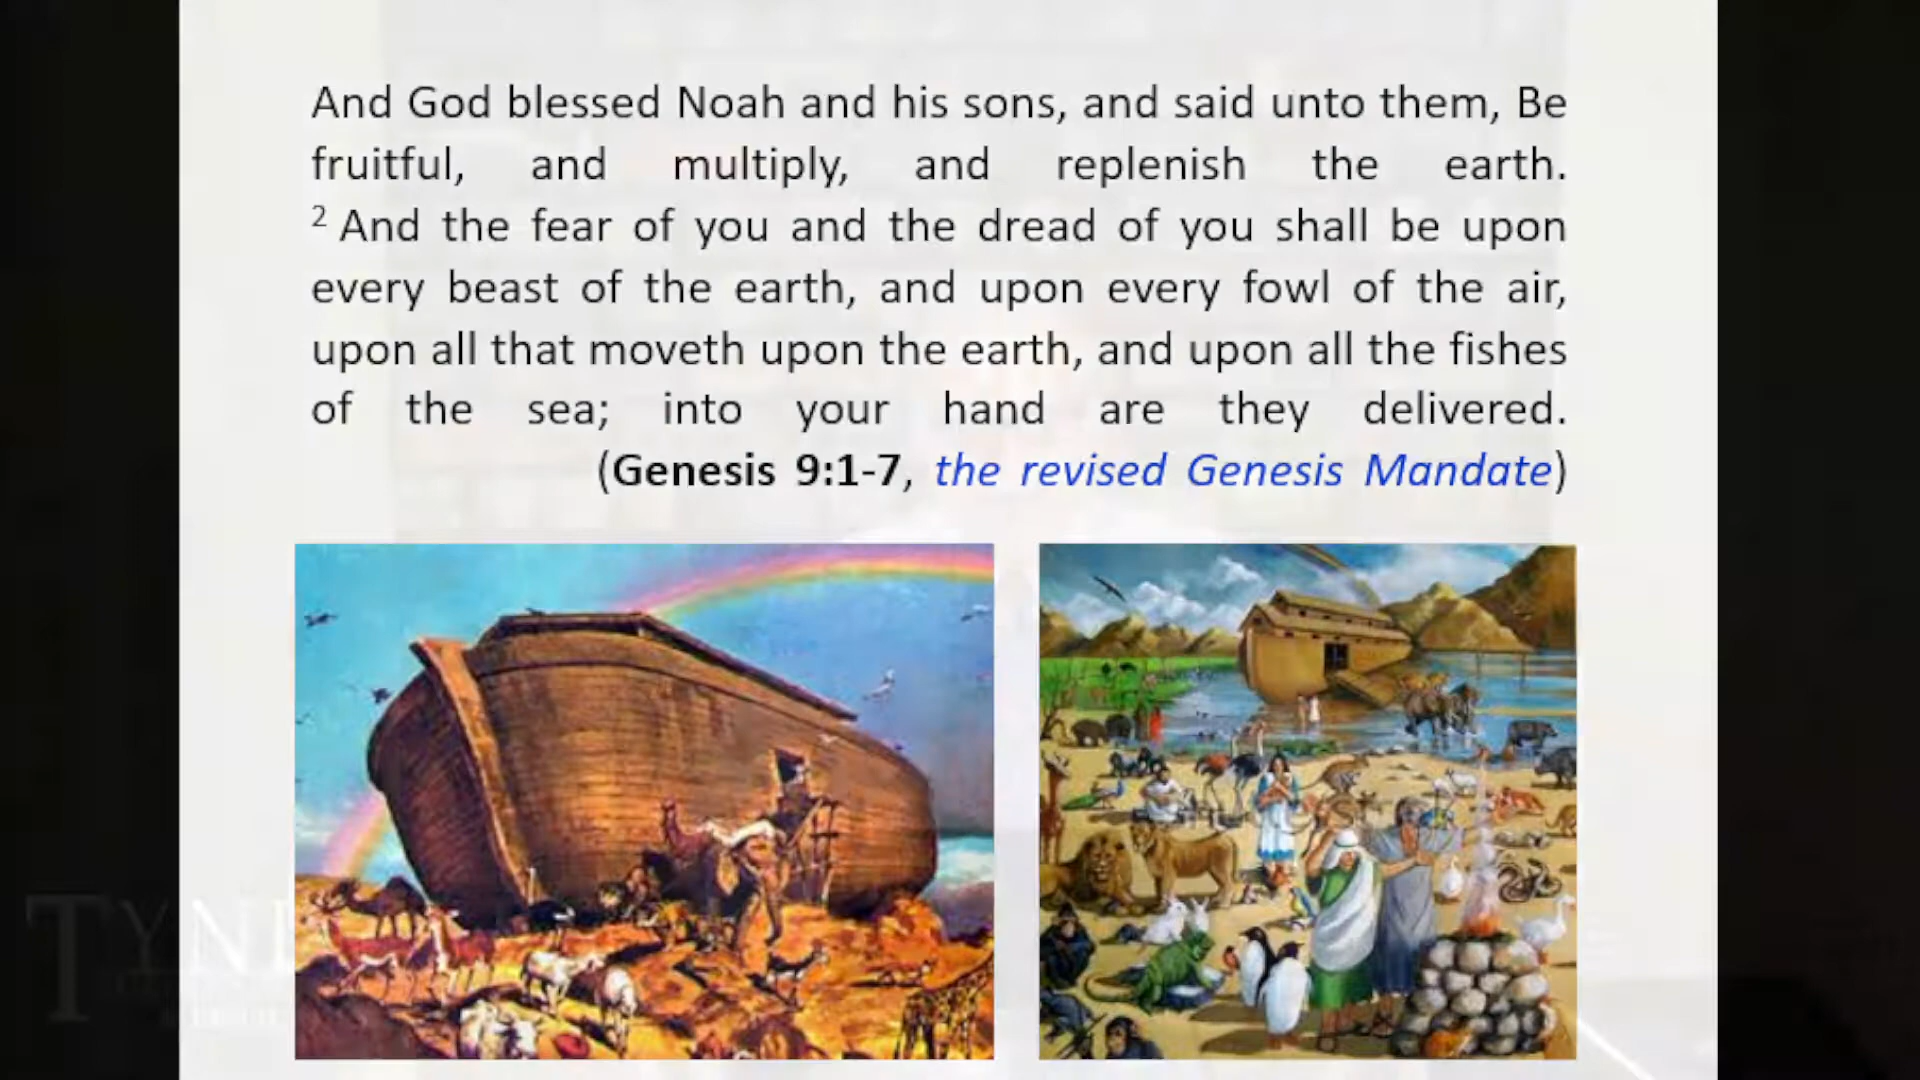 And God blessed Noah and his sons, and said unto them, Be
fruitful, and multiply, and replenish the earth.
2 And the fear of you and the dread of you shall be upon
every beast of the earth, and upon every fowl of the air,
upon all that moveth upon the earth, and upon all the fishes
of the sea; into your hand are they delivered.
(Genesis 9:1-7, the revised Genesis Mandate)
TYND